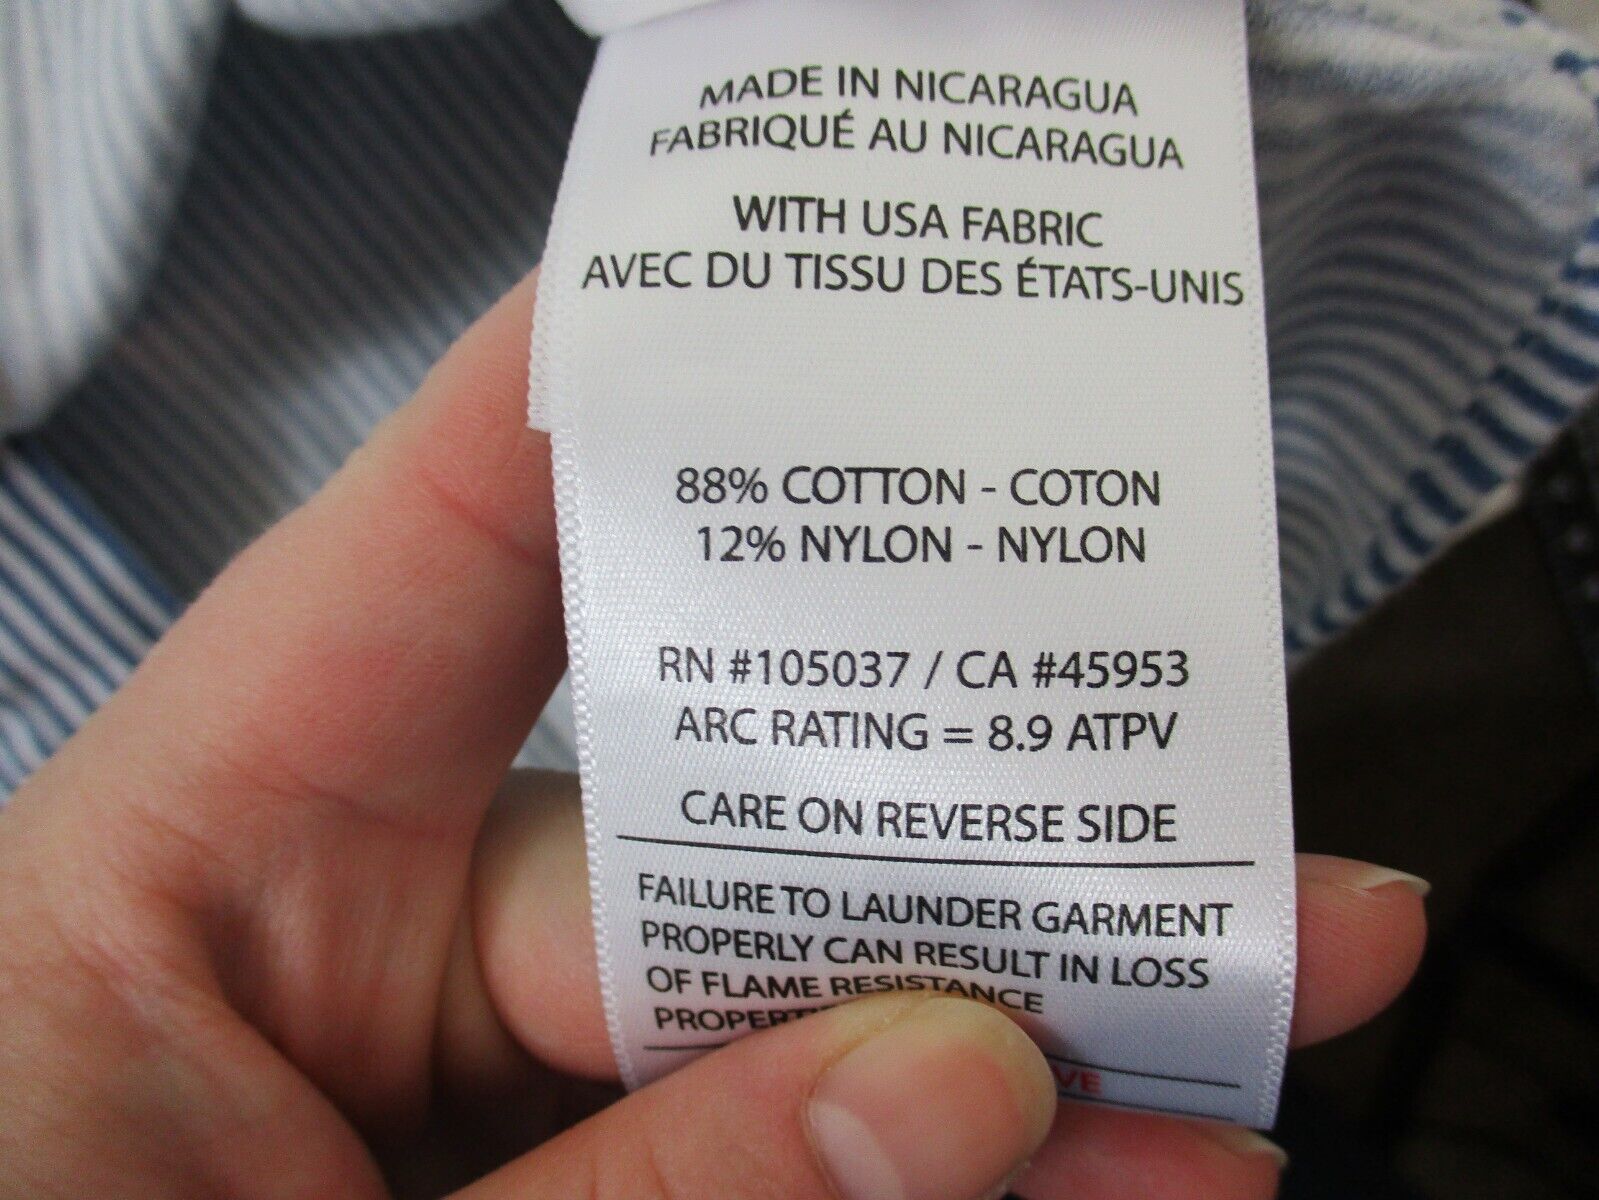 MADE IN NICARAGUA
FABRIQUÉ AU NICARAGUA
WITH USA FABRIC
AVEC DU TISSU DES ÉTATS-UNIS
88% COTTON - COTON
12% NYLON - NYLON
RN #105037 / CA #45953
ARC RATING = 8.9 ATPV
CARE ON REVERSE SIDE
FAILURE TO LAUNDER GARMENT
PROPERLY CAN RESULT IN LOSS
OF FLAME RESISTANCE